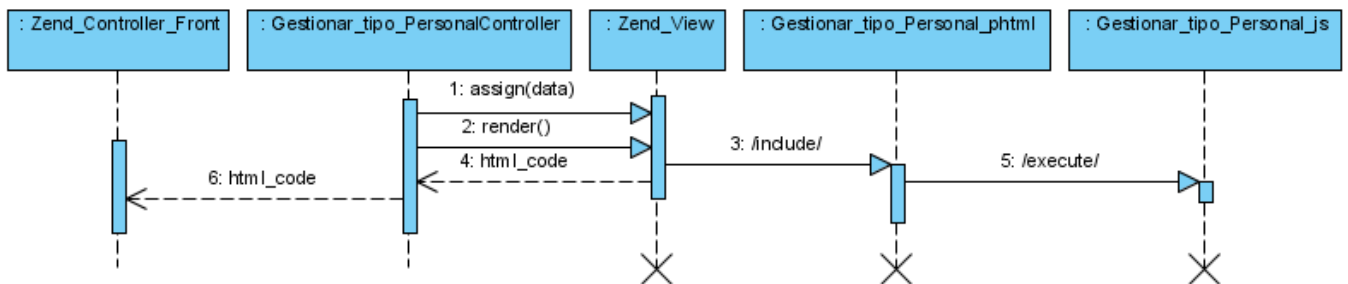 : Zend_Controller_Front
: Gestionar_tipo_PersonalController
: Zend_View
: Gestionar_tipo_Personal_phtml
: Gestionar_tipo_Personal_js
1: assign(data)
2: render()
3: /include/
4: html_code
5: /execute/
6: html_code